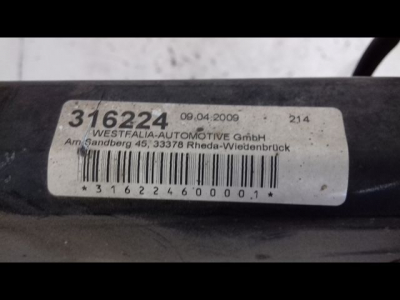 316224 09.04.2009 214
WESTFALIA-AUTOMOTIVE GmbH
Am Sandberg 45, 33378 Rheda-Wiedenbrück
*316224600001*